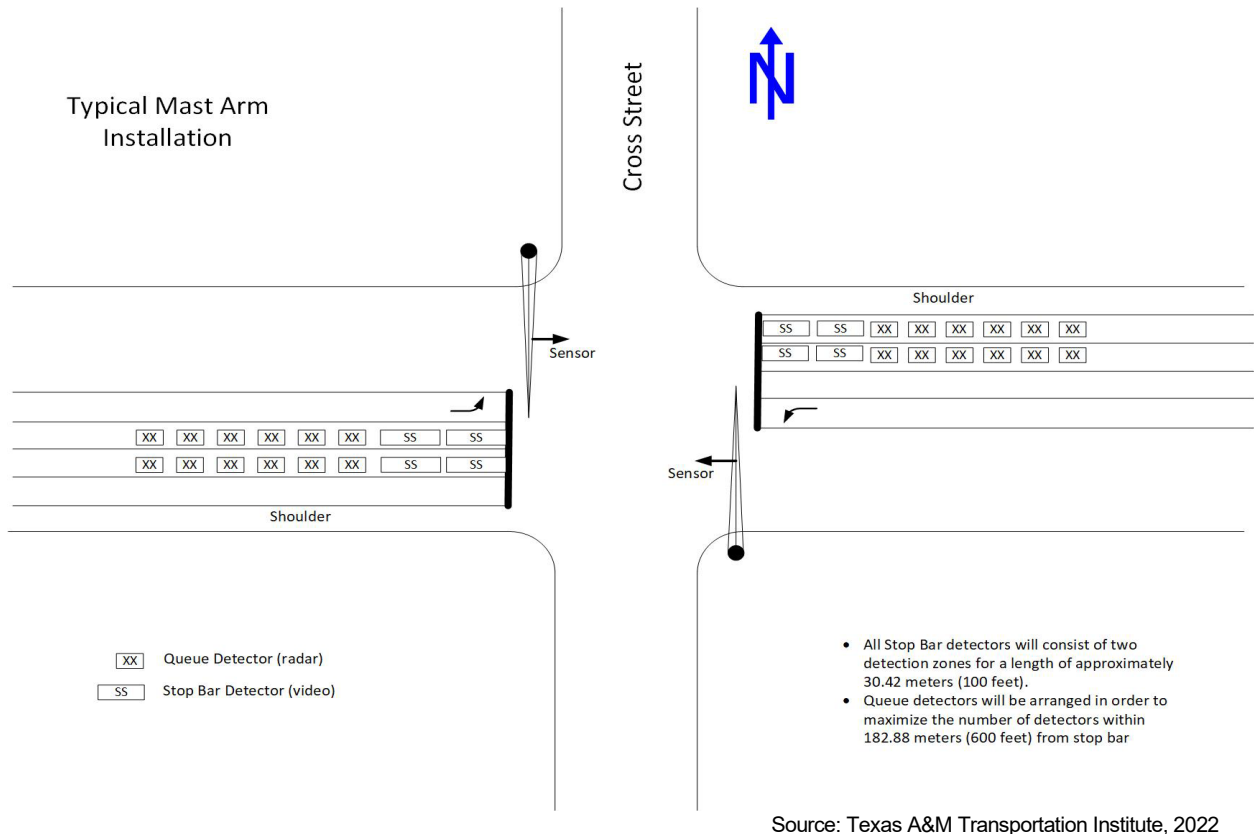 Typical Mast Arm
Installation
Cross Street
N
Shoulder
SS SS XX XX XX XX XX XX
SS SS XX XX XX XX XX XX
Sensor
XX XX XX XX XX XX SS SS
XX XX XX XX XX XX SS SS
Sensor
Shoulder
XX Queue Detector (radar)
SS Stop Bar Detector (video)
• All Stop Bar detectors will consist of two
detection zones for a length of approximately
30.42 meters (100 feet).
• Queue detectors will be arranged in order to
maximize the number of detectors within
182.88 meters (600 feet) from stop bar
Source: Texas A&M Transportation Institute, 2022